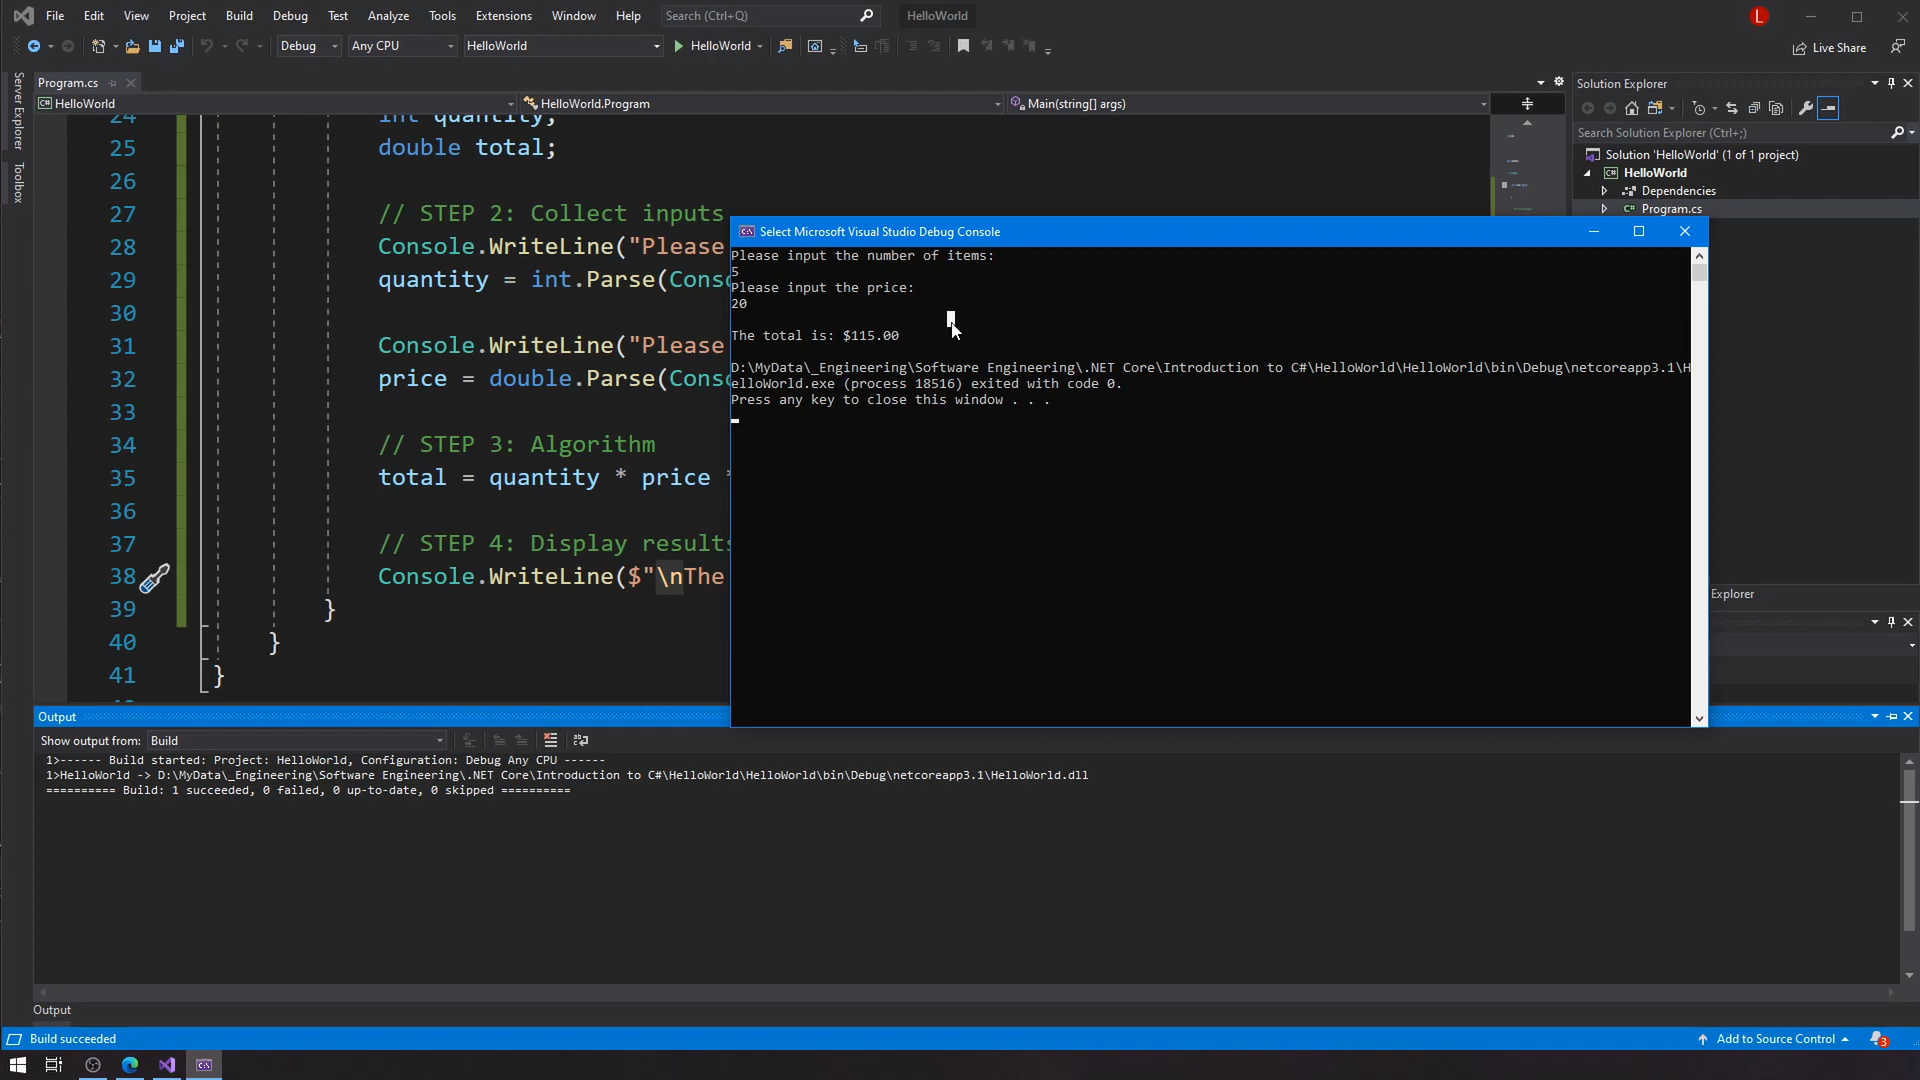 File Edit View Project Build Debug Test Analyze Tools Extensions Window Help Search (Ctrl+Q) HelloWorld L
Debug Any CPU HelloWorld HelloWorld Live Share
Server Explorer
Toolbox
Program.cs
HelloWorld HelloWorld.Program Main(string[] args)
24 int quantity;
25 double total;
26
27 // STEP 2: Collect inputs
28 Console.WriteLine("Please
29 quantity = int.Parse(Cons
30
31 Console.WriteLine("Please
32 price = double.Parse(Cons
33
34 // STEP 3: Algorithm
35 total = quantity * price *
36
37 // STEP 4: Display results
38 Console.WriteLine($"\nThe
39 }
40 }
41 }
Select Microsoft Visual Studio Debug Console
Please input the number of items:
5
Please input the price:
20
The total is: $115.00
D:\MyData\_Engineering\Software Engineering\.NET Core\Introduction to C#\HelloWorld\HelloWorld\bin\Debug\netcoreapp3.1\H
elloWorld.exe (process 18516) exited with code 0.
Press any key to close this window . . .
Solution Explorer
Search Solution Explorer (Ctrl+;)
Solution 'HelloWorld' (1 of 1 project)
C# HelloWorld
Dependencies
C# Program.cs
Explorer
Output
Show output from: Build
1>------ Build started: Project: HelloWorld, Configuration: Debug Any CPU ------
1>HelloWorld -> D:\MyData\_Engineering\Software Engineering\.NET Core\Introduction to C#\HelloWorld\HelloWorld\bin\Debug\netcoreapp3.1\HelloWorld.dll
========== Build: 1 succeeded, 0 failed, 0 up-to-date, 0 skipped ==========
Output
Build succeeded Add to Source Control 3